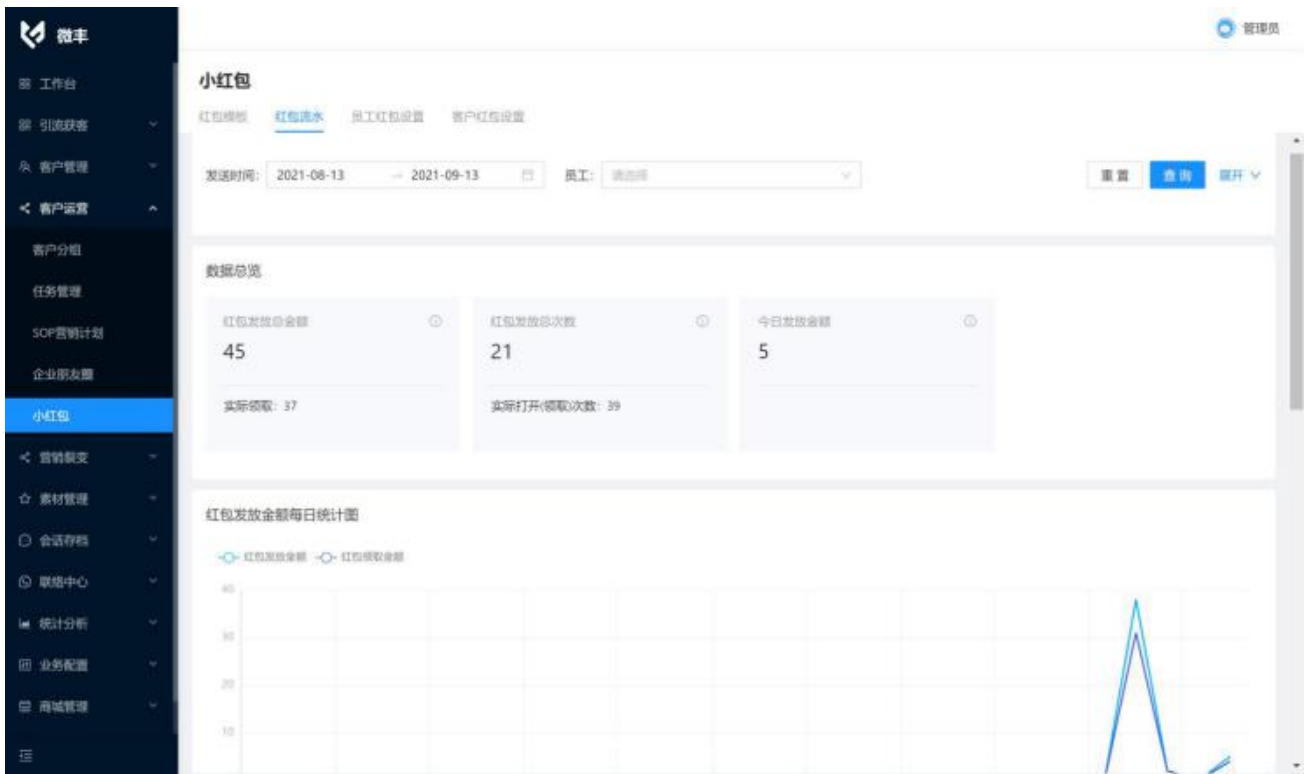 微丰
管理员
工作台
引流获客
客户管理
客户运营
客户分组
任务管理
SOP营销计划
企业朋友圈
小红包
营销裂变
素材管理
会话存档
联络中心
统计分析
业务配置
商城管理
小红包
红包模板 红包流水 员工红包设置 客户红包设置
发送时间: 2021-08-13 → 2021-09-13 员工: 请选择 重置 查询 展开
数据总览
红包发放总金额 红包发放总次数 今日发放金额
45 21 5
实际领取: 37 实际打开(领取)次数: 39
红包发放金额每日统计图
红包发放金额 红包领取金额
40
30
20
10